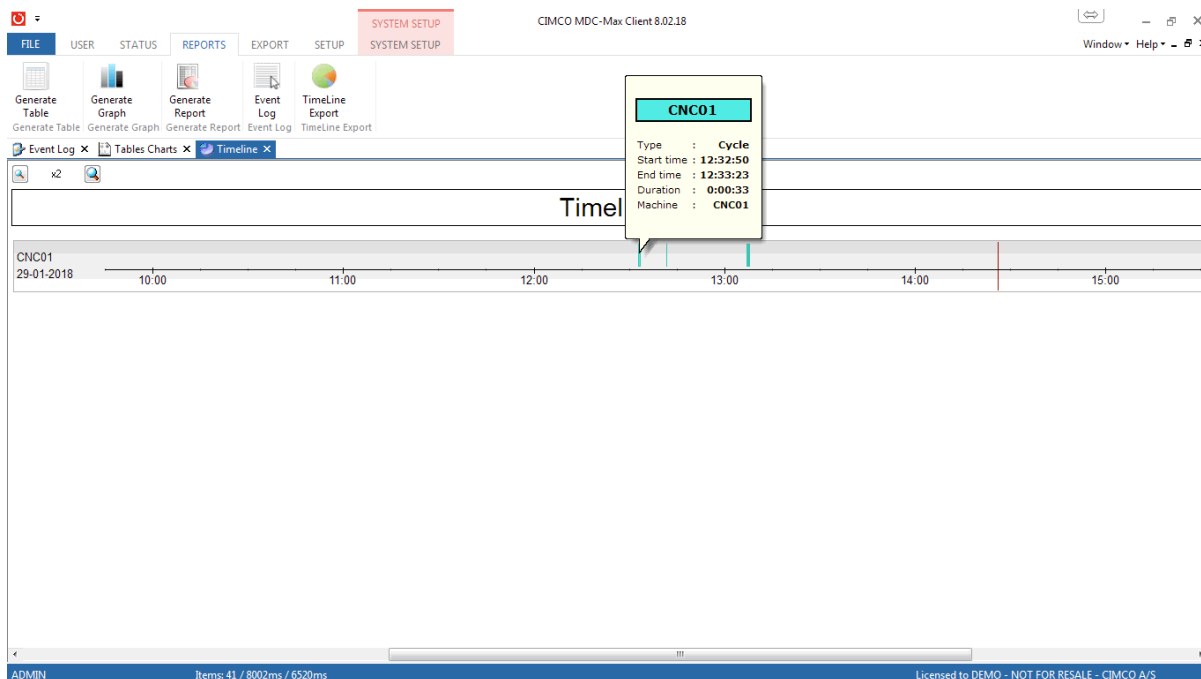 SYSTEM SETUP
CIMCO MDC-Max Client 8.02.18
FILE USER STATUS REPORTS EXPORT SETUP SYSTEM SETUP
Window Help
Generate Table
Generate Graph
Generate Report
Event Log
TimeLine Export
Generate Table Generate Graph Generate Report Event Log TimeLine Export
Event Log Tables Charts Timeline
x2
Timel
CNC01
Type : Cycle
Start time : 12:32:50
End time : 12:33:23
Duration : 0:00:33
Machine : CNC01
CNC01
29-01-2018
10:00 11:00 12:00 13:00 14:00 15:00
ADMIN Items: 41 / 8002ms / 6520ms Licensed to DEMO - NOT FOR RESALE - CIMCO A/S